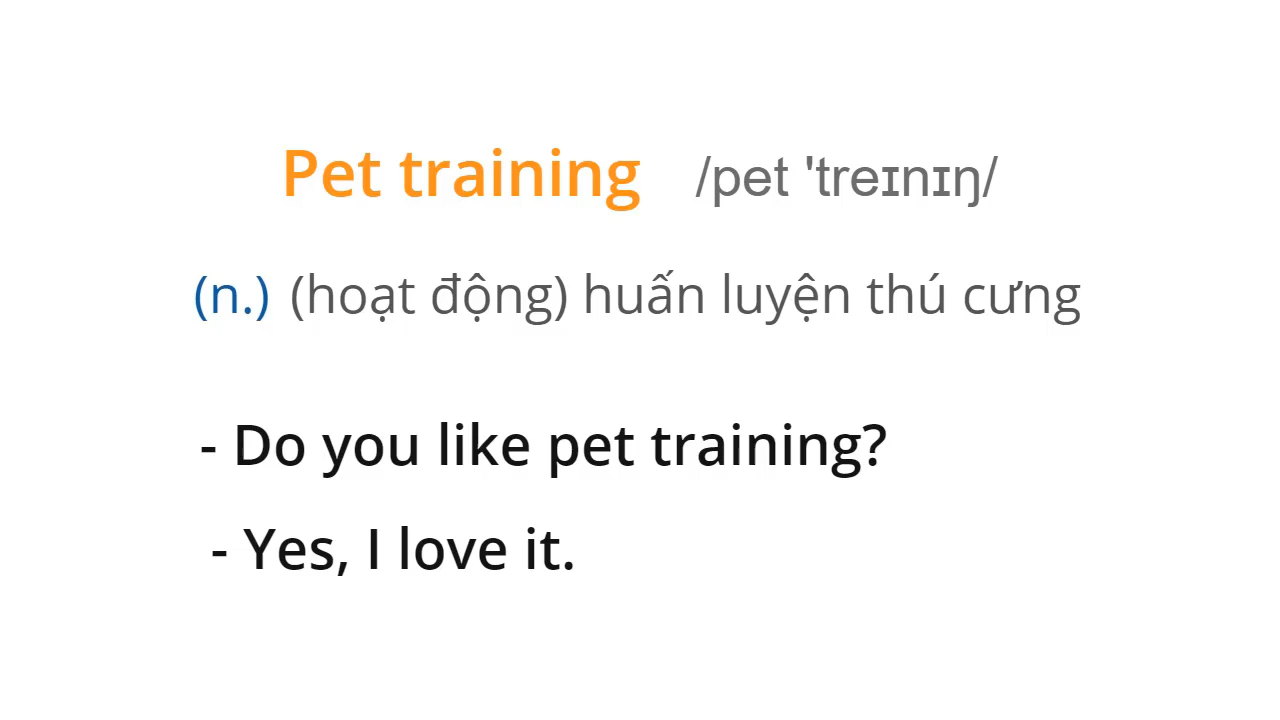 Pet training /pet 'treɪnɪŋ/
(n.) (hoạt động) huấn luyện thú cưng
- Do you like pet training?
- Yes, I love it.